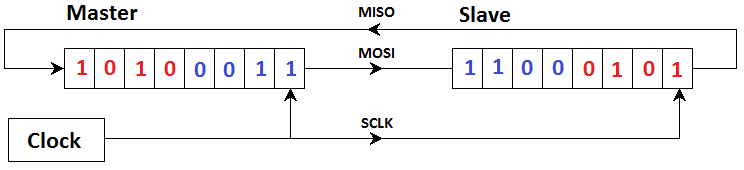 Master MISO Slave
1 0 1 0 0 0 1 1 MOSI 1 1 0 0 0 1 0 1
Clock SCLK